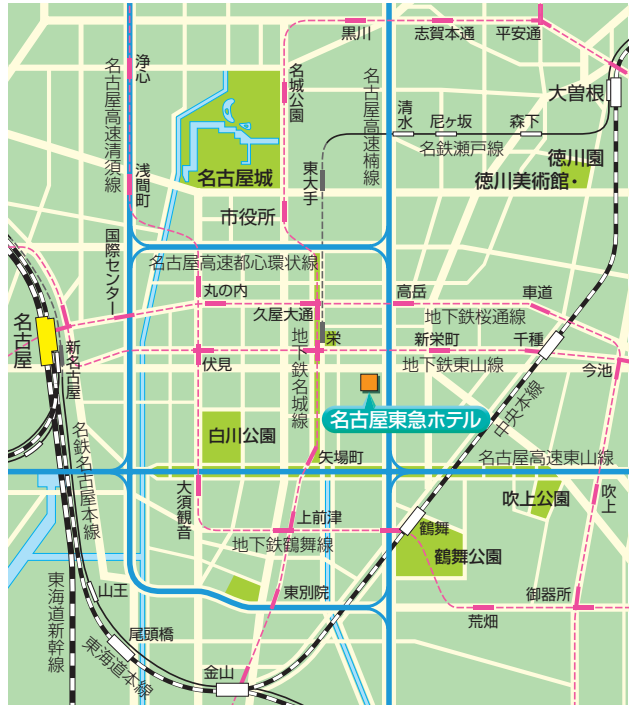 黒川
志賀本通
平安通
浄心
名古屋高速清須線
名城公園
名古屋高速楠線
大曽根
清水
尼ヶ坂
森下
名鉄瀬戸線
浅間町
名古屋城
東大手
徳川園
徳川美術館・
市役所
国際センター
名古屋高速都心環状線
丸の内
久屋大通
高岳
車道
地下鉄桜通線
名古屋
新名古屋
伏見
地下鉄名城線
栄
新栄町
千種
地下鉄東山線
今池
名古屋東急ホテル
中央本線
名鉄名古屋本線
白川公園
矢場町
名古屋高速東山線
大須観音
吹上公園
吹上
上前津
鶴舞
地下鉄鶴舞線
鶴舞公園
東海道新幹線
山王
東別院
御器所
荒畑
尾頭橋
東海道本線
金山